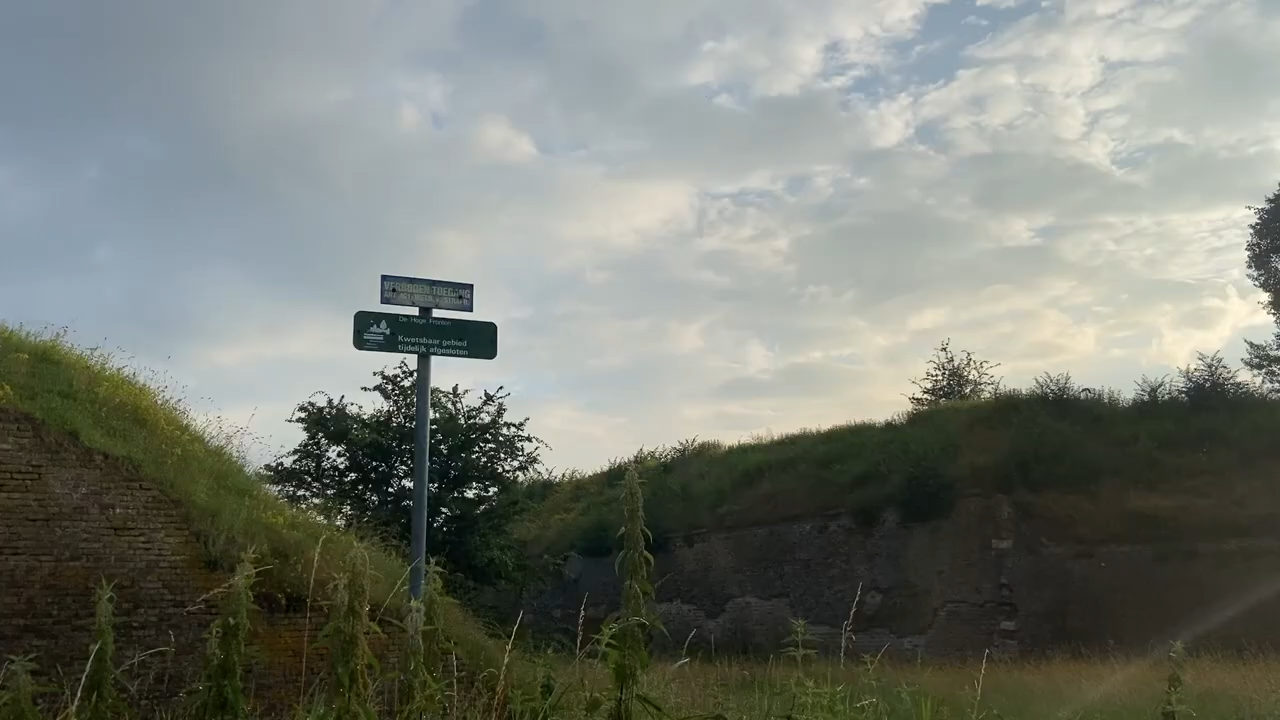 VERBODEN TOEGANG
De Hoge Fronten
Kwetsbaar gebied
tijdelijk afgesloten